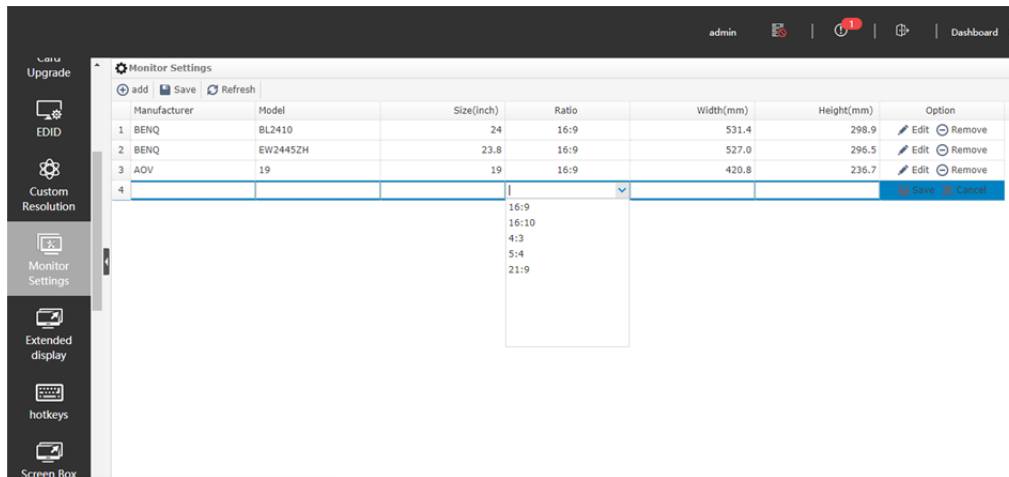 admin 1 Dashboard
Card
Upgrade
EDID
Custom
Resolution
Monitor
Settings
Extended
display
hotkeys
Screen Box
Monitor Settings
add Save Refresh
Manufacturer Model Size(inch) Ratio Width(mm) Height(mm) Option
1 BENQ BL2410 24 16:9 531.4 298.9 Edit Remove
2 BENQ EW2445ZH 23.8 16:9 527.0 296.5 Edit Remove
3 AOV 19 19 16:9 420.8 236.7 Edit Remove
4 Save Cancel
16:9
16:10
4:3
5:4
21:9